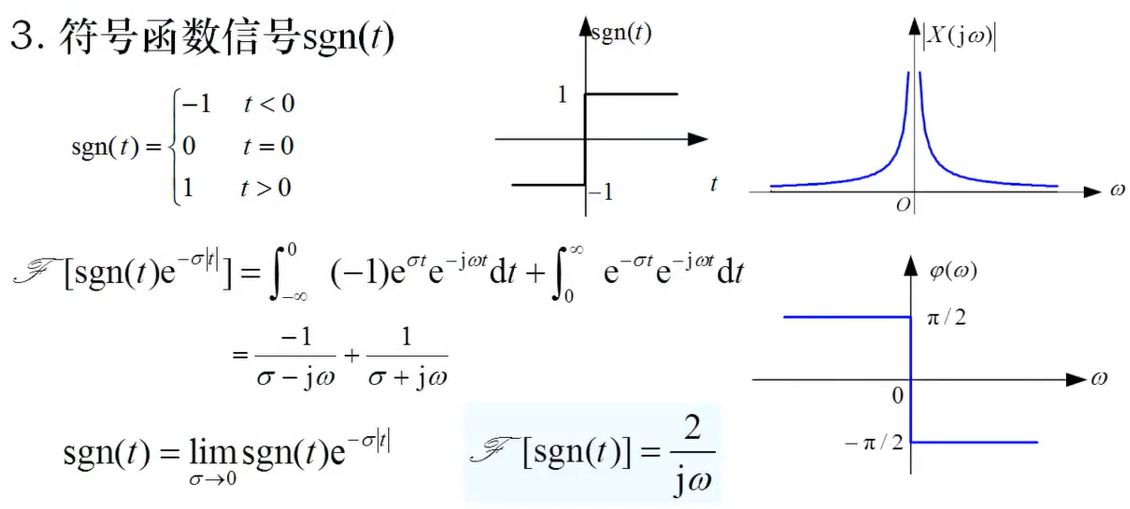 3. 符号函数信号sgn(t)
sgn(t) = { −1 t < 0
0 t = 0
1 t > 0
sgn(t)
1
−1
t
|X(jω)|
O
ω
ℱ[sgn(t)e^{−σ|t|}] = ∫_{−∞}^{0} (−1)e^{σt}e^{−jωt}dt + ∫_{0}^{∞} e^{−σt}e^{−jωt}dt
= −1/(σ − jω) + 1/(σ + jω)
φ(ω)
π/2
0
ω
−π/2
sgn(t) = lim_{σ→0} sgn(t)e^{−σ|t|}
ℱ[sgn(t)] = 2/(jω)